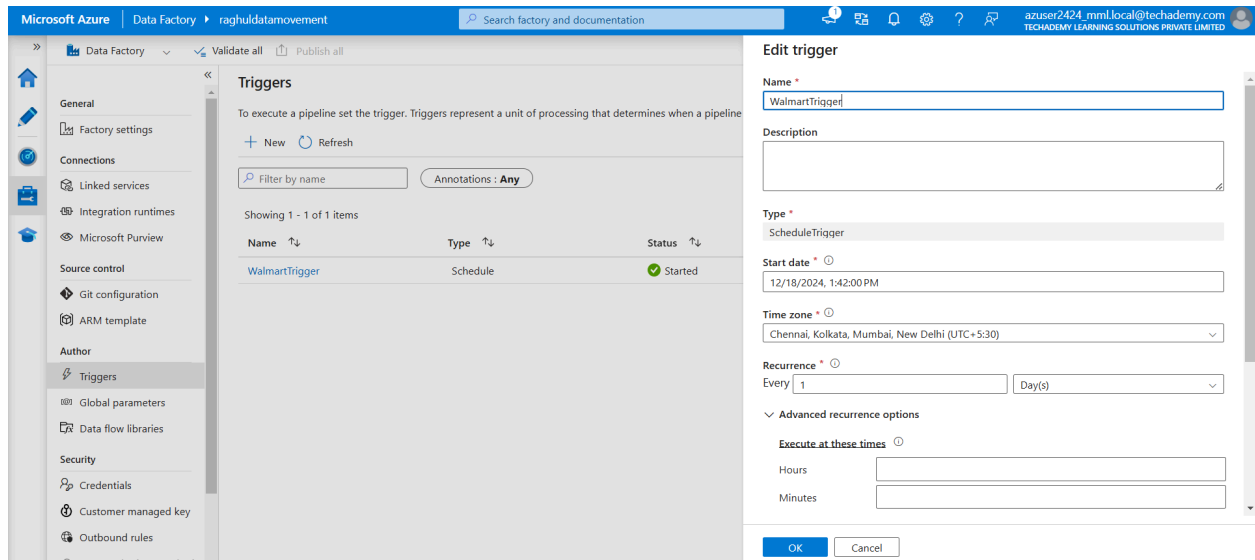 Microsoft Azure | Data Factory ▸ raghuldatamovement
Search factory and documentation
1
azuser2424_mml.local@techademy.com
TECHADEMY LEARNING SOLUTIONS PRIVATE LIMITED
Data Factory
Validate all
Publish all
General
Factory settings
Connections
Linked services
Integration runtimes
Microsoft Purview
Source control
Git configuration
ARM template
Author
Triggers
Global parameters
Data flow libraries
Security
Credentials
Customer managed key
Outbound rules
Triggers
To execute a pipeline set the trigger. Triggers represent a unit of processing that determines when a pipeline
New Refresh
Filter by name
Annotations : Any
Showing 1 - 1 of 1 items
Name Type Status
WalmartTrigger Schedule Started
Edit trigger
Name *
WalmartTrigger
Description
Type *
ScheduleTrigger
Start date *
12/18/2024, 1:42:00 PM
Time zone *
Chennai, Kolkata, Mumbai, New Delhi (UTC+5:30)
Recurrence *
Every 1 Day(s)
Advanced recurrence options
Execute at these times
Hours
Minutes
OK Cancel